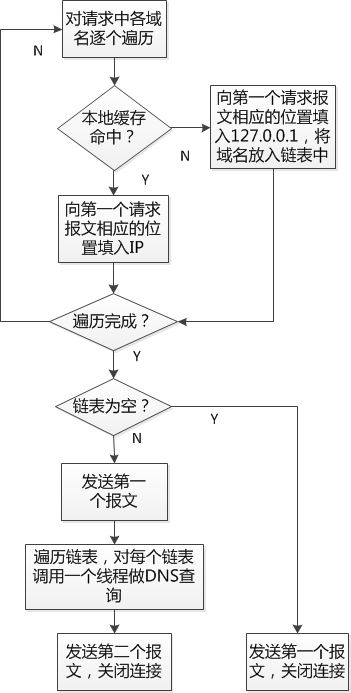 对请求中各域
名逐个遍历
N
本地缓存
命中？
N
向第一个请求报
文相应的位置填
入127.0.0.1，将
域名放入链表中
Y
向第一个请求
报文相应的位
置填入IP
遍历完成？
Y
链表为空？
Y
N
发送第一
个报文
遍历链表，对每个链表
调用一个线程做DNS查
询
发送第二个报
文，关闭连接
发送第一个报
文，关闭连接